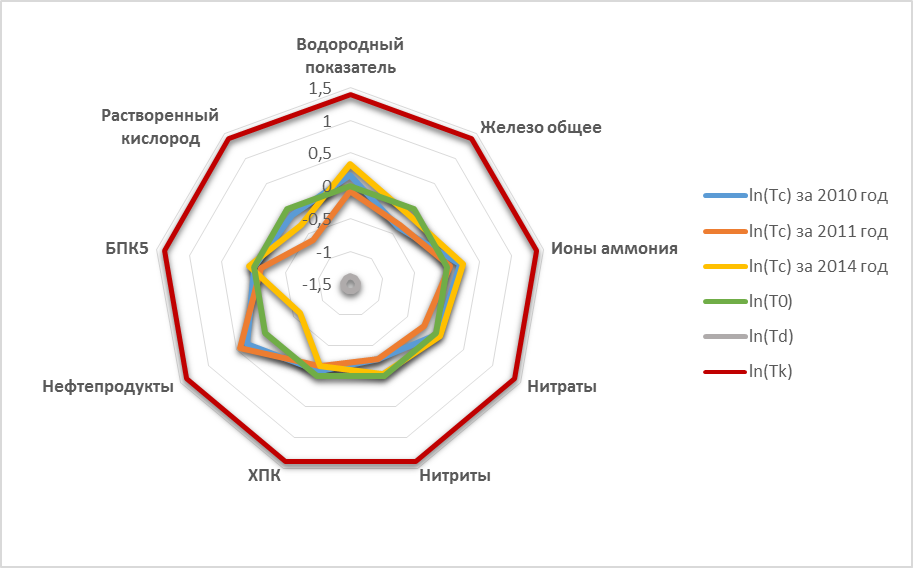 Водородный
показатель
Растворенный
кислород
Железо общее
1,5
1
0,5
0
-0,5
-1
-1,5
БПК5
Ионы аммония
Нефтепродукты
Нитраты
ХПК
Нитриты
ln(Tc) за 2010 год
ln(Tc) за 2011 год
ln(Tc) за 2014 год
ln(T0)
ln(Td)
ln(Tk)